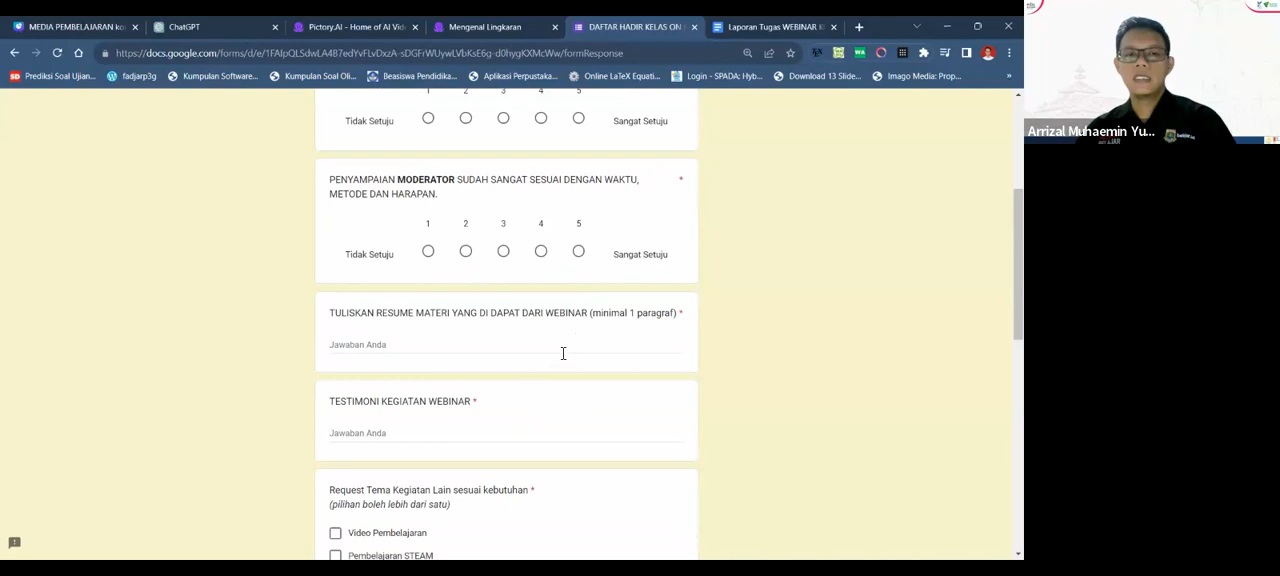 MEDIA PEMBELAJARAN ko
ChatGPT
Pictory.AI - Home of AI Vide
Mengenal Lingkaran
DAFTAR HADIR KELAS ON
Laporan Tugas WEBINAR K
https://docs.google.com/forms/d/e/
/formResponse
Prediksi Soal Ujian...
fadjarp3g
Kumpulan Software...
Kumpulan Soal Oli...
Beasiswa Pendidika...
Aplikasi Perpustaka...
Online LaTeX Equati...
Login - SPADA: Hyb...
Download 13 Slide...
Imago Media: Prop...
»
Arrizal Muhaemin Yu...
1 2 3 4 5
Tidak Setuju Sangat Setuju
PENYAMPAIAN MODERATOR SUDAH SANGAT SESUAI DENGAN WAKTU, *
METODE DAN HARAPAN.
1 2 3 4 5
Tidak Setuju Sangat Setuju
TULISKAN RESUME MATERI YANG DI DAPAT DARI WEBINAR (minimal 1 paragraf) *
Jawaban Anda
TESTIMONI KEGIATAN WEBINAR *
Jawaban Anda
Request Tema Kegiatan Lain sesuai kebutuhan *
(pilihan boleh lebih dari satu)
Video Pembelajaran
Pembelajaran STEAM